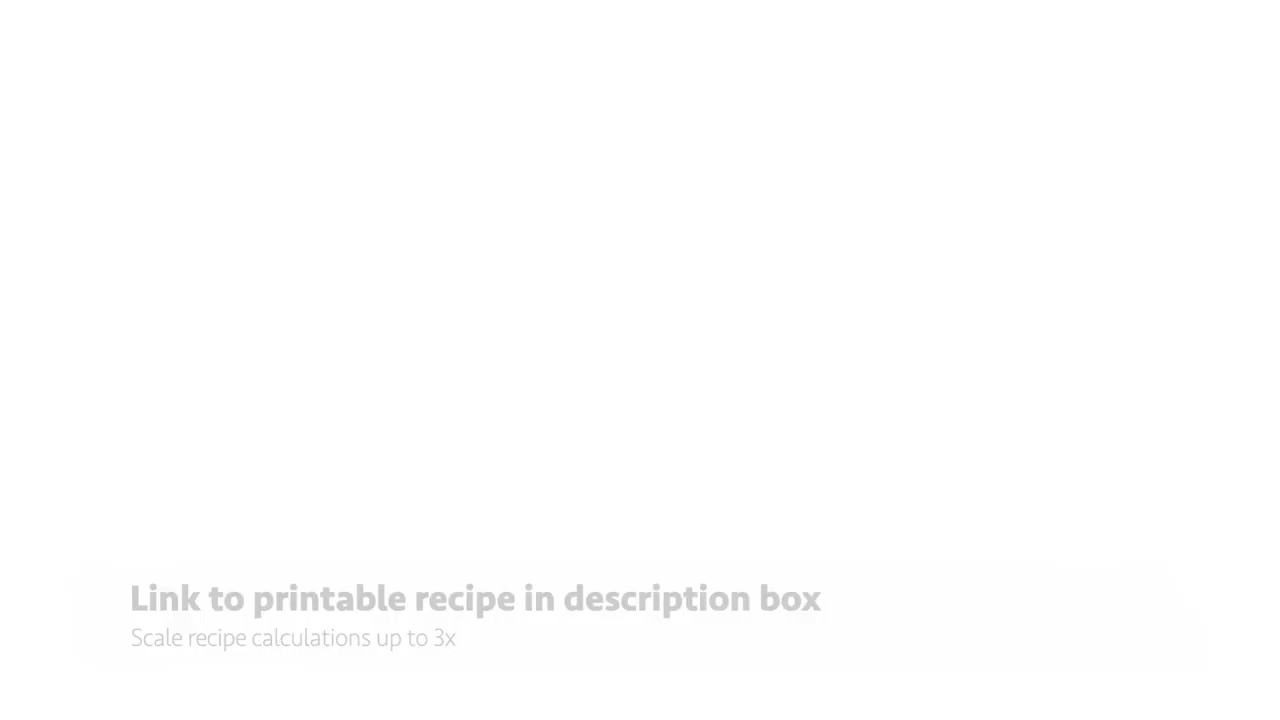 Link to printable recipe in description box
Scale recipe calculations up to 3x